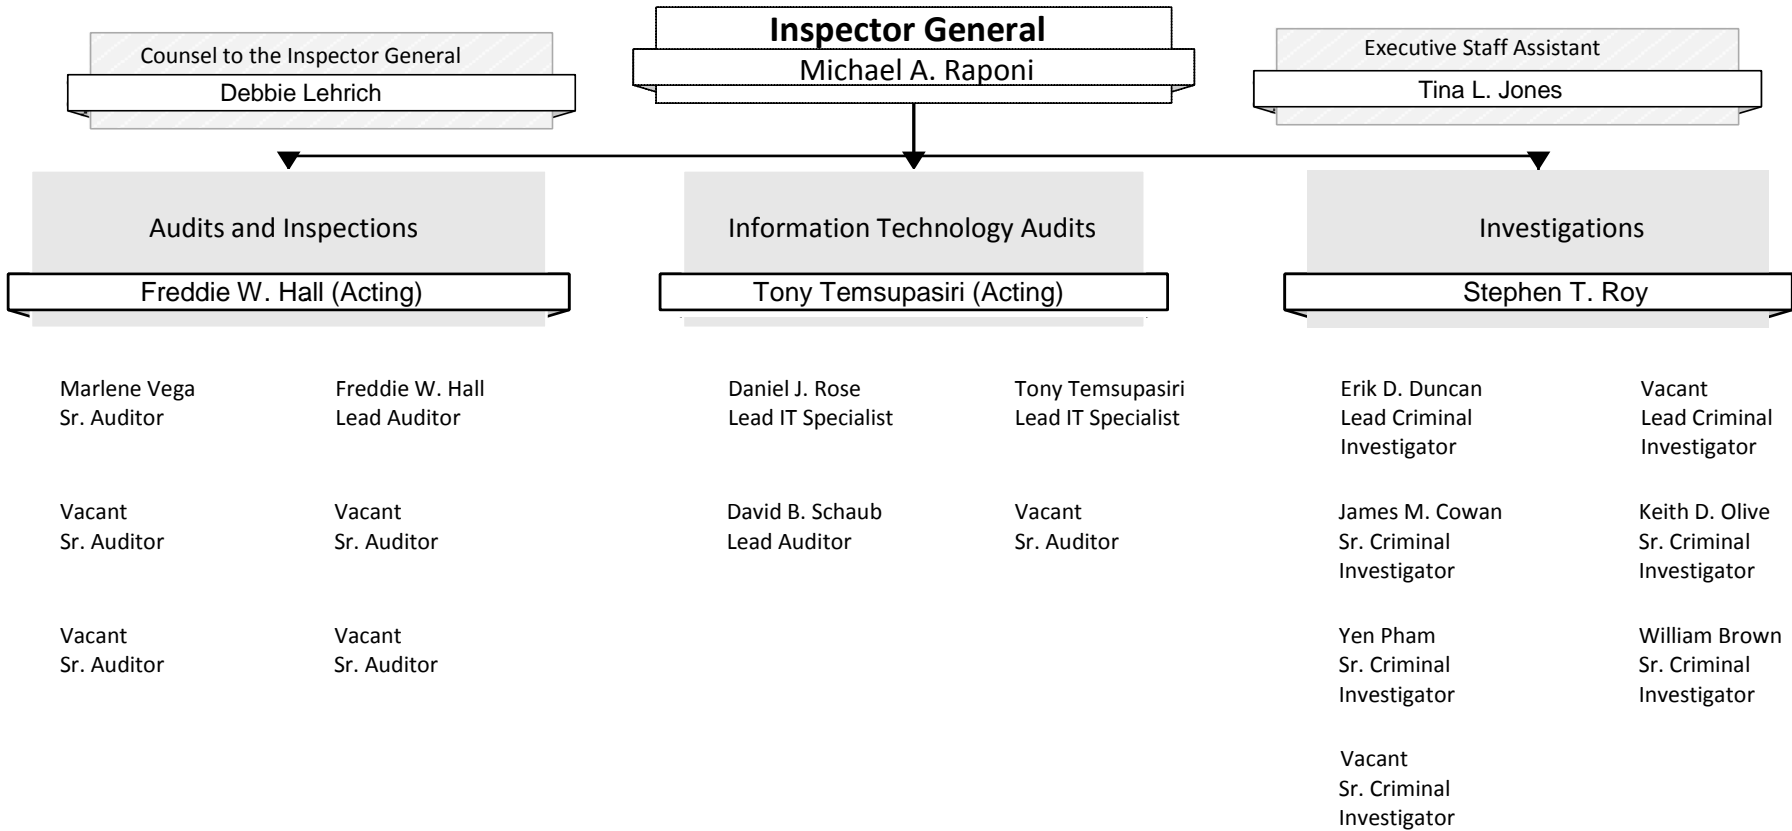 Inspector General
Michael A. Raponi
Counsel to the Inspector General
Debbie Lehrich
Executive Staff Assistant
Tina L. Jones
Audits and Inspections
Freddie W. Hall (Acting)
Marlene Vega
Sr. Auditor
Freddie W. Hall
Lead Auditor
Vacant
Sr. Auditor
Vacant
Sr. Auditor
Vacant
Sr. Auditor
Vacant
Sr. Auditor
Information Technology Audits
Tony Temsupasiri (Acting)
Daniel J. Rose
Lead IT Specialist
Tony Temsupasiri
Lead IT Specialist
David B. Schaub
Lead Auditor
Vacant
Sr. Auditor
Investigations
Stephen T. Roy
Erik D. Duncan
Lead Criminal
Investigator
Vacant
Lead Criminal
Investigator
James M. Cowan
Sr. Criminal
Investigator
Keith D. Olive
Sr. Criminal
Investigator
Yen Pham
Sr. Criminal
Investigator
William Brown
Sr. Criminal
Investigator
Vacant
Sr. Criminal
Investigator